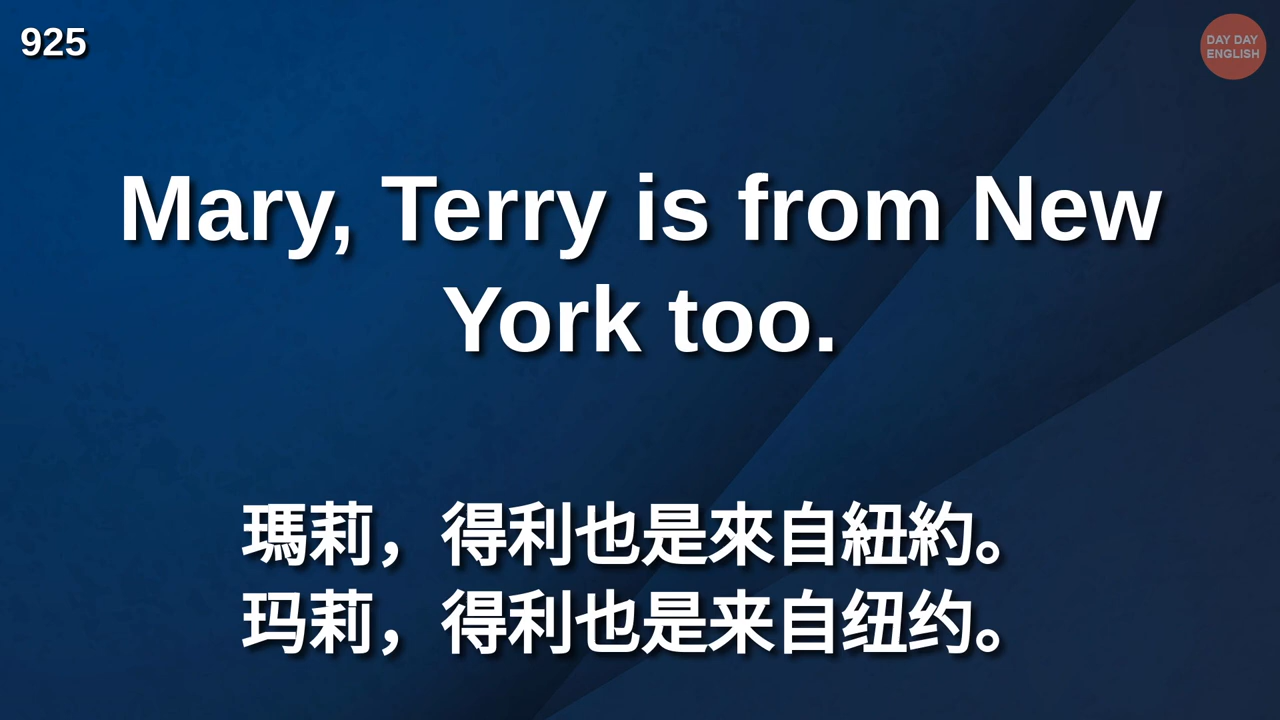 925
DAY DAY
ENGLISH
Mary, Terry is from New
York too.
瑪莉，得利也是來自紐約。
玛莉，得利也是来自纽约。